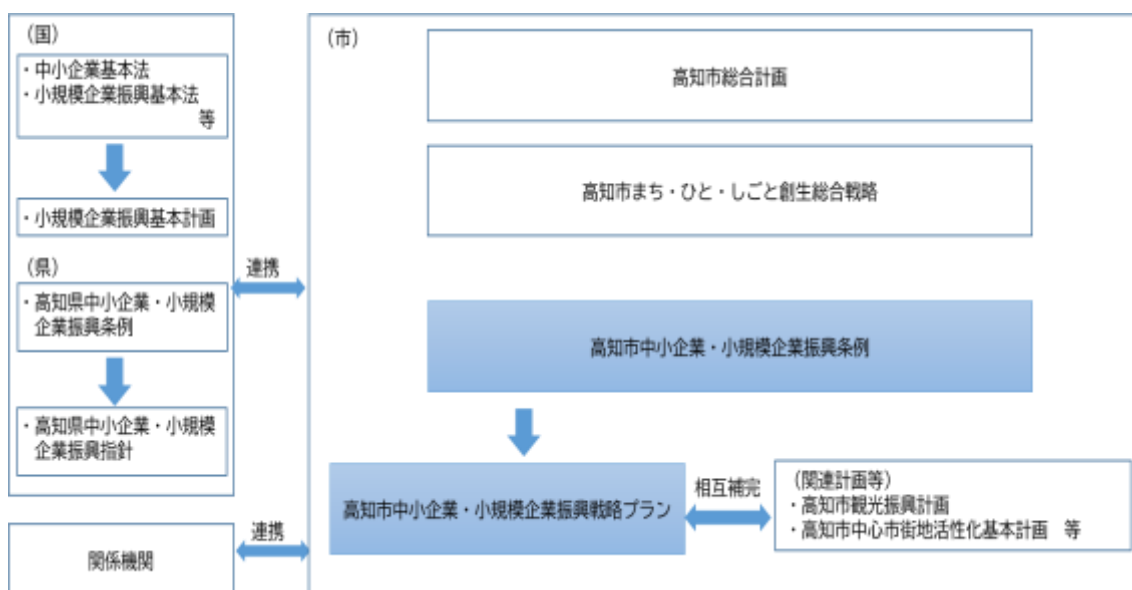 (国)
・中小企業基本法
・小規模企業振興基本法
等
・小規模企業振興基本計画
(県)
・高知県中小企業・小規模
企業振興条例
・高知県中小企業・小規模
企業振興指針
連携
関係機関
連携
(市)
高知市総合計画
高知市まち・ひと・しごと創生総合戦略
高知市中小企業・小規模企業振興条例
高知市中小企業・小規模企業振興戦略プラン
相互補完
(関連計画等)
・高知市観光振興計画
・高知市中心市街地活性化基本計画 等